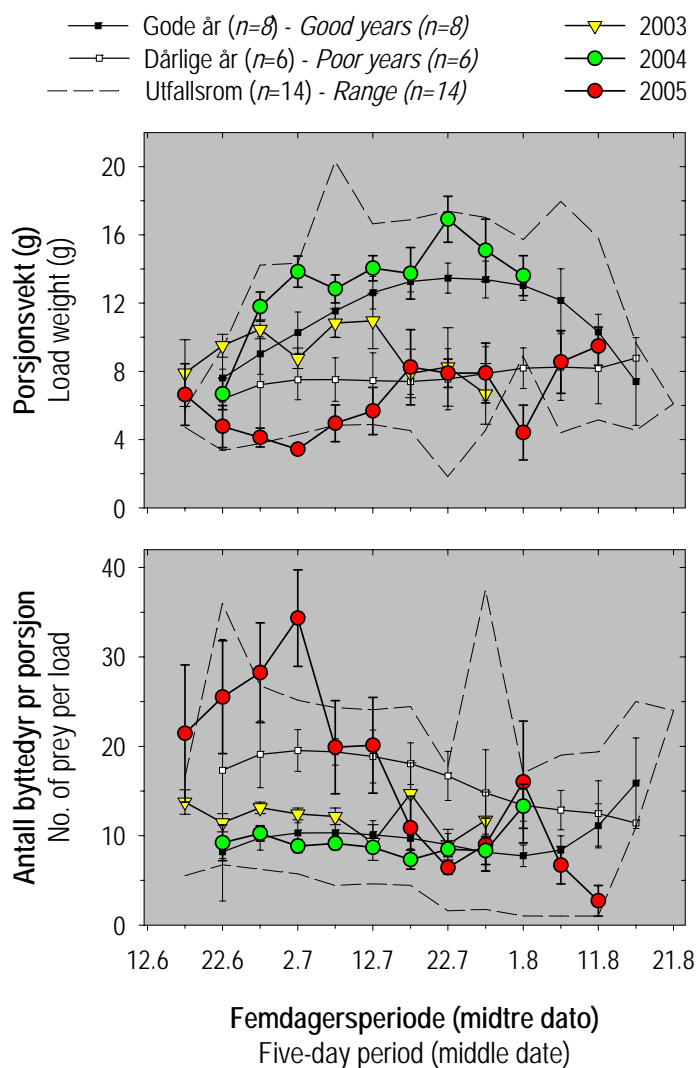 Gode år (n=8) - Good years (n=8)
Dårlige år (n=6) - Poor years (n=6)
Utfallsrom (n=14) - Range (n=14)
2003
2004
2005
Porsjonsvekt (g)
Load weight (g)
20
16
12
8
4
0
Antall byttedyr pr porsjon
No. of prey per load
40
30
20
10
0
12.6 22.6 2.7 12.7 22.7 1.8 11.8 21.8
Femdagersperiode (midtre dato)
Five-day period (middle date)